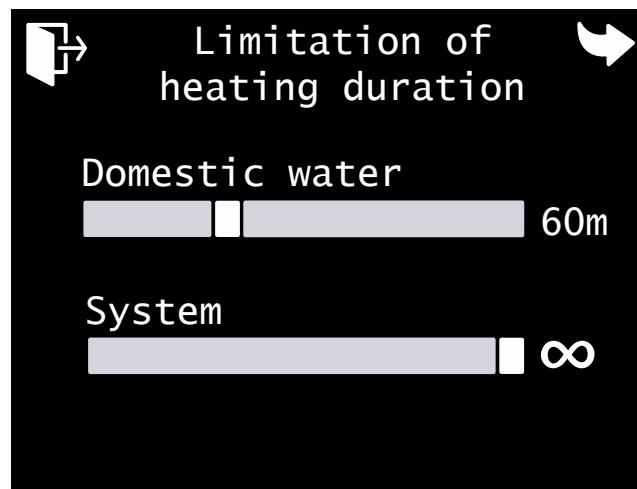 Limitation of
heating duration
Domestic water
60m
System
∞